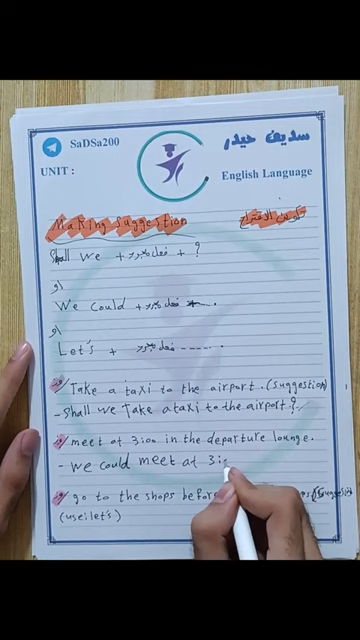 SaDSa200
سديف حيدر
UNIT :
English Language
Making Suggestion
تكوين الاقتراح
Shall we + فعل مجرد + ?
او
We could + فعل مجرد .
او
Let's + فعل مجرد ------ .
Take a taxi to the airport. (Suggestion)
- Shall we Take a taxi to the airport?
meet at 3:00 in the departure lounge.
- We could meet at 3:
go to the shops befor
(use: let's)